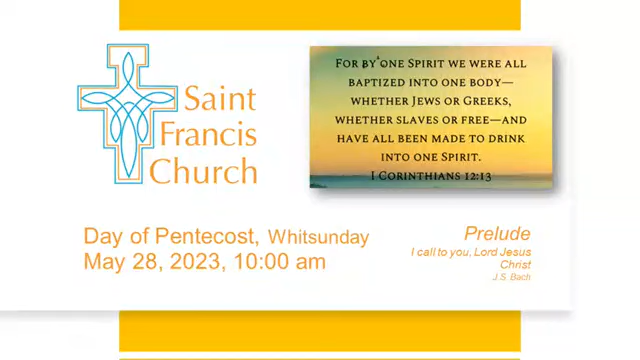 Saint
Francis
Church
FOR BY ONE SPIRIT WE WERE ALL
BAPTIZED INTO ONE BODY—
WHETHER JEWS OR GREEKS,
WHETHER SLAVES OR FREE—AND
HAVE ALL BEEN MADE TO DRINK
INTO ONE SPIRIT.
I CORINTHIANS 12:13
Day of Pentecost, Whitsunday
May 28, 2023, 10:00 am
Prelude
I call to you, Lord Jesus
Christ
J.S. Bach